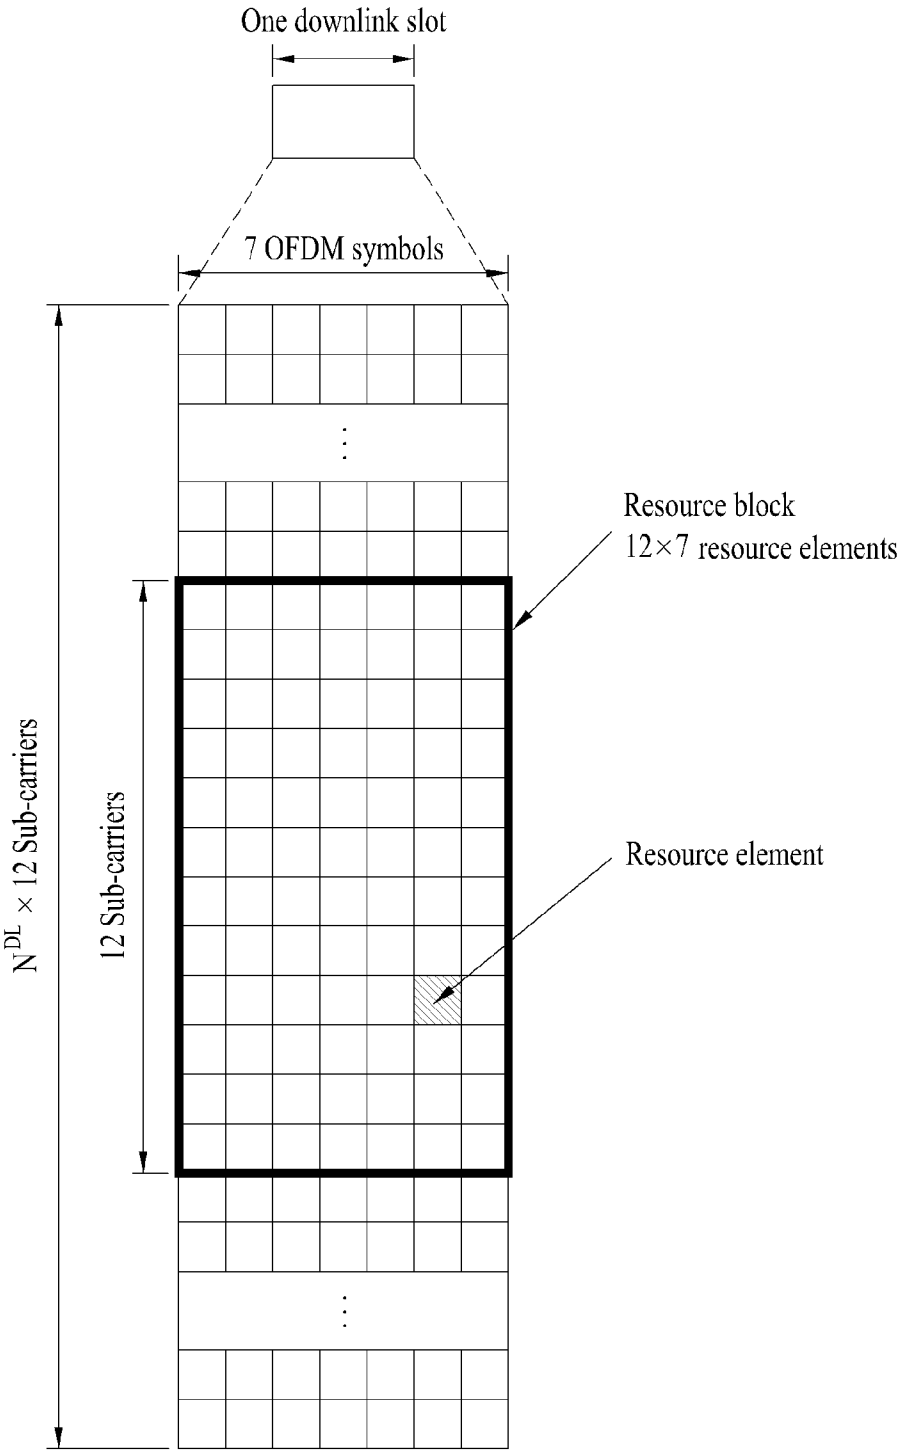 One downlink slot
7 OFDM symbols
Resource block
12×7 resource elements
N^DL × 12 Sub-carriers
12 Sub-carriers
Resource element